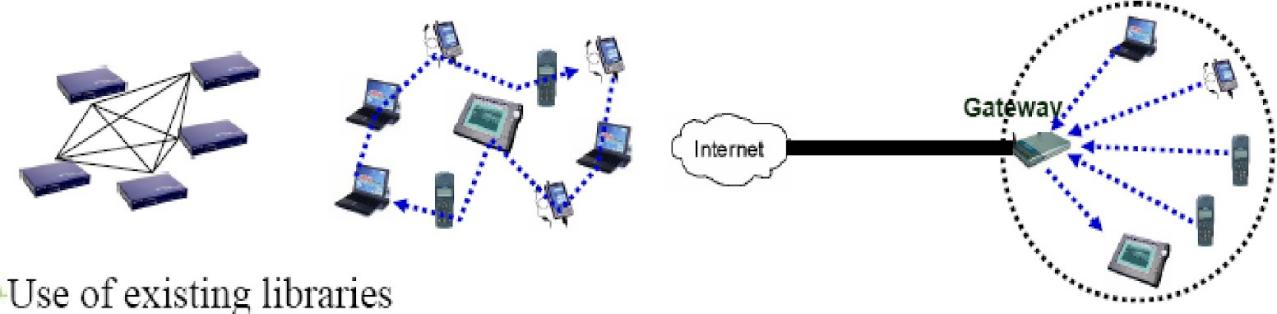 Gateway
Internet
Use of existing libraries